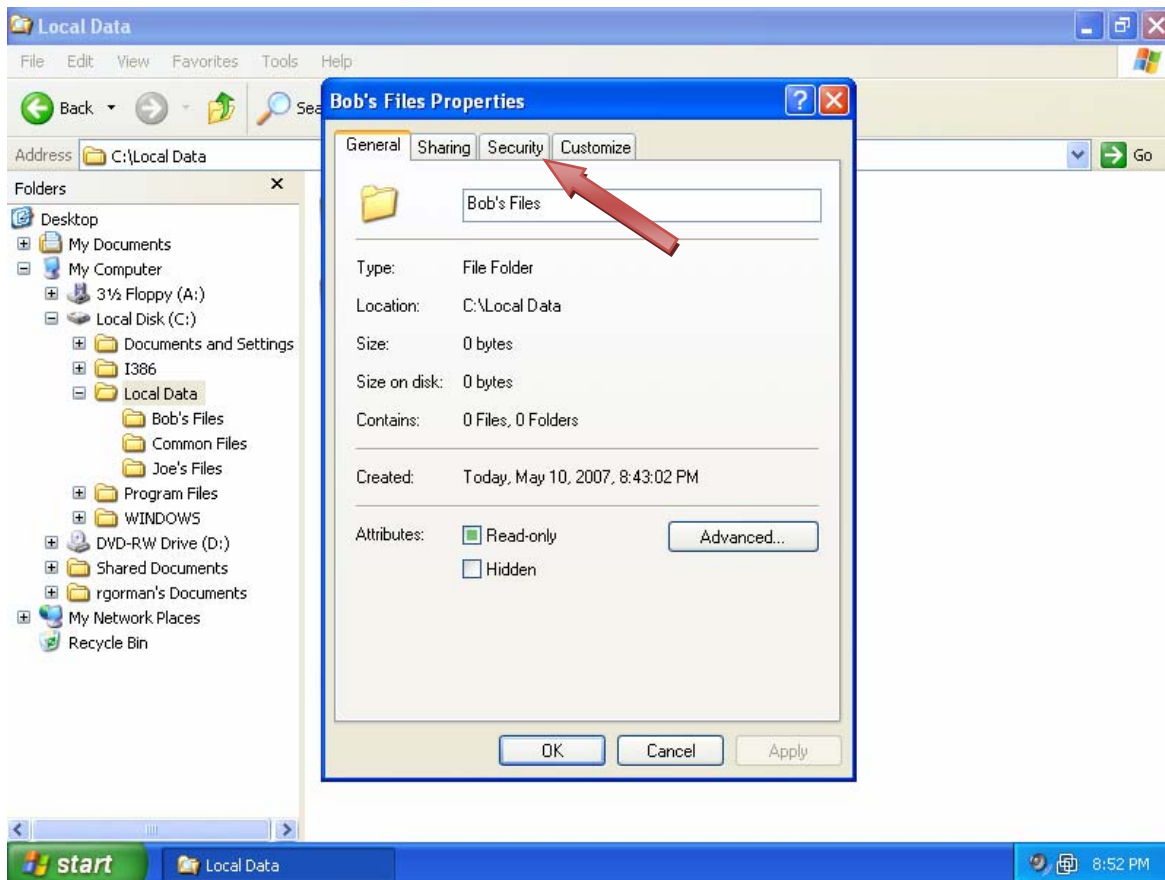 Local Data
File Edit View Favorites Tools Help
Back
Sea
Address C:\Local Data
Go
Folders
Desktop
My Documents
My Computer
3½ Floppy (A:)
Local Disk (C:)
Documents and Settings
I386
Local Data
Bob's Files
Common Files
Joe's Files
Program Files
WINDOWS
DVD-RW Drive (D:)
Shared Documents
rgorman's Documents
My Network Places
Recycle Bin
Bob's Files Properties
General Sharing Security Customize
Bob's Files
Type: File Folder
Location: C:\Local Data
Size: 0 bytes
Size on disk: 0 bytes
Contains: 0 Files, 0 Folders
Created: Today, May 10, 2007, 8:43:02 PM
Attributes: Read-only Advanced...
Hidden
OK Cancel Apply
start Local Data 8:52 PM